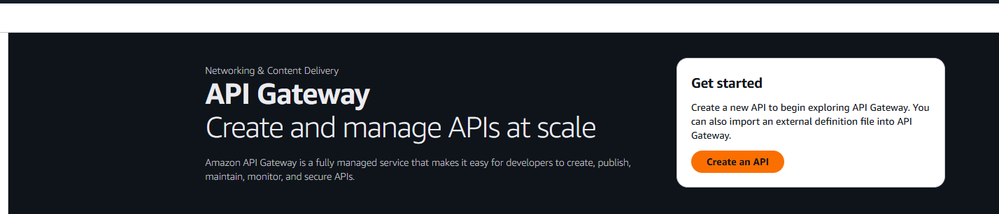 Networking & Content Delivery
API Gateway
Create and manage APIs at scale
Amazon API Gateway is a fully managed service that makes it easy for developers to create, publish,
maintain, monitor, and secure APIs.
Get started
Create a new API to begin exploring API Gateway. You
can also import an external definition file into API
Gateway.
Create an API